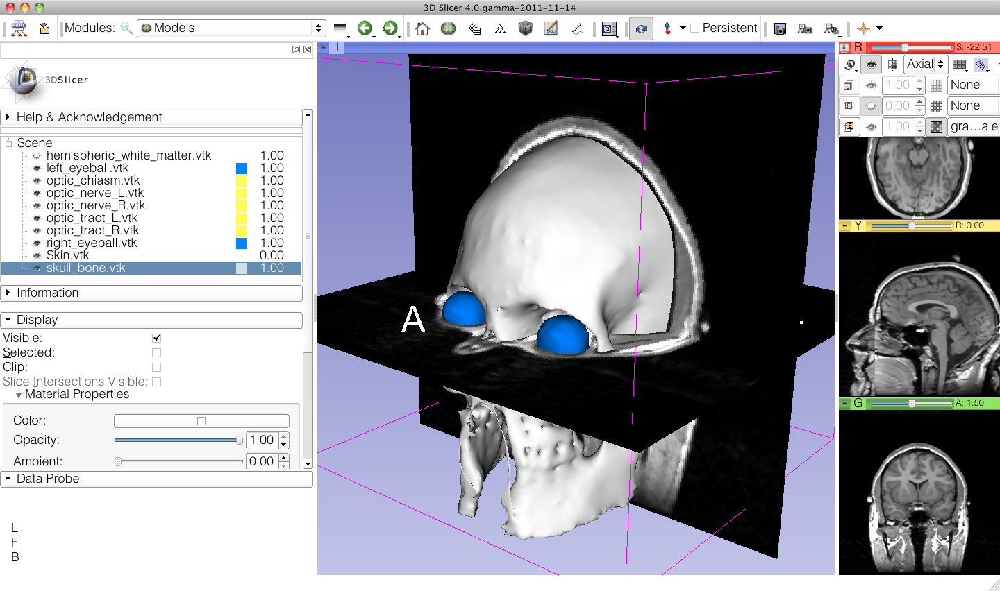 3D Slicer 4.0.gamma-2011-11-14
Modules: Models
Persistent
3DSlicer
Help & Acknowledgement
Scene
hemispheric_white_matter.vtk 1.00
left_eyeball.vtk 1.00
optic_chiasm.vtk 1.00
optic_nerve_L.vtk 1.00
optic_nerve_R.vtk 1.00
optic_tract_L.vtk 1.00
optic_tract_R.vtk 1.00
right_eyeball.vtk 1.00
Skin.vtk 0.00
skull_bone.vtk 1.00
Information
Display
Visible:
Selected:
Clip:
Slice Intersections Visible:
Material Properties
Color:
Opacity: 1.00
Ambient: 0.00
Data Probe
L
F
B
1
A
R S: -22.51
Axial
1.00 None
0.00 None
B 1.00 gra...ale
Y R: 0.00
G A: 1.50